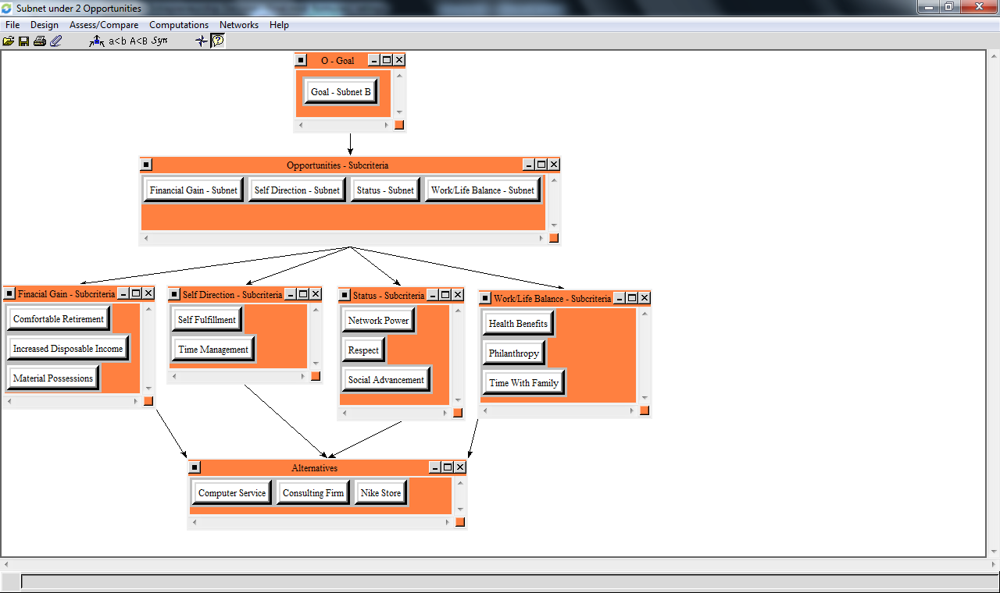 Subnet under 2 Opportunities
File Design Assess/Compare Computations Networks Help
a<b A<B Syn
O - Goal
Goal - Subnet B
Opportunities - Subcriteria
Financial Gain - Subnet Self Direction - Subnet Status - Subnet Work/Life Balance - Subnet
Finacial Gain - Subcriteria
Comfortable Retirement
Increased Disposable Income
Material Possessions
Self Direction - Subcriteria
Self Fulfillment
Time Management
Status - Subcriteria
Network Power
Respect
Social Advancement
Work/Life Balance - Subcriteria
Health Benefits
Philanthropy
Time With Family
Alternatives
Computer Service Consulting Firm Nike Store